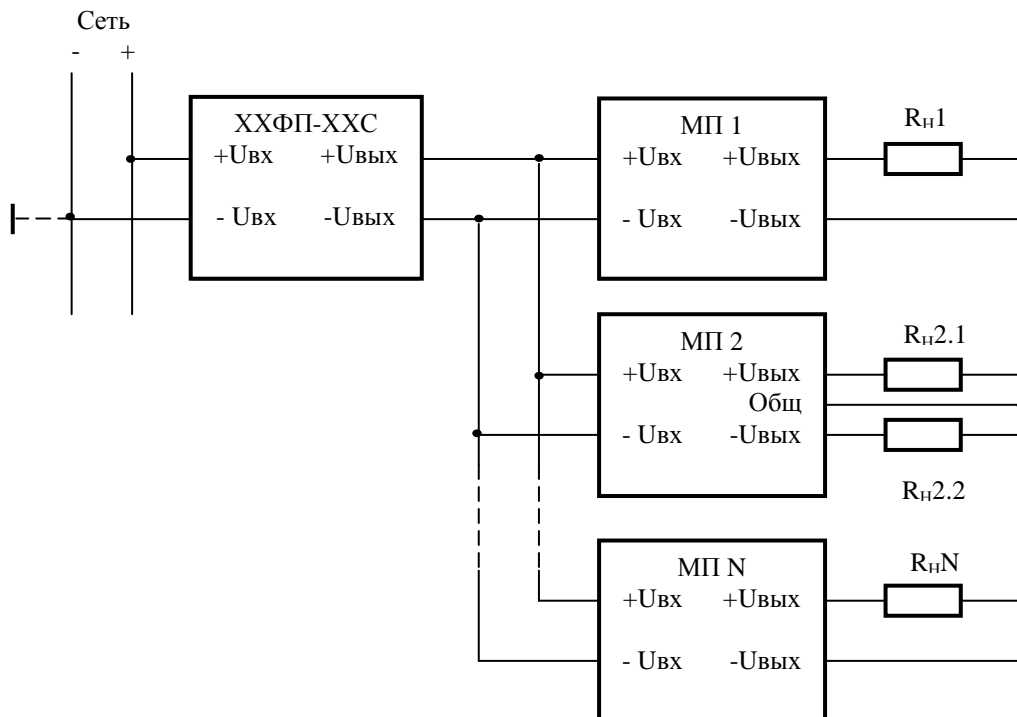 Сеть
- +
ХХФП-ХХС
+Uвх +Uвых
- Uвх -Uвых
МП 1
+Uвх +Uвых
- Uвх -Uвых
RН1
МП 2
+Uвх +Uвых
Общ
- Uвх -Uвых
RН2.1
RН2.2
МП N
+Uвх +Uвых
- Uвх -Uвых
RНN